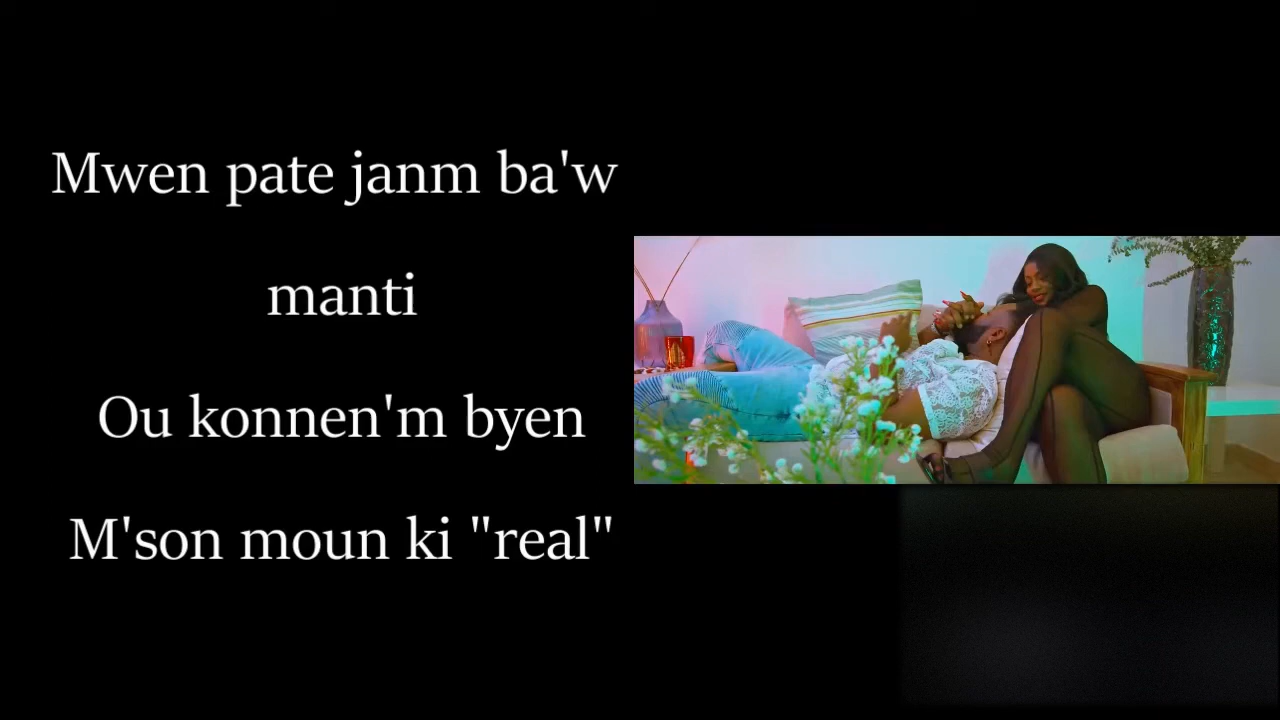 Mwen pate janm ba'w
manti
Ou konnen'm byen
M'son moun ki "real"